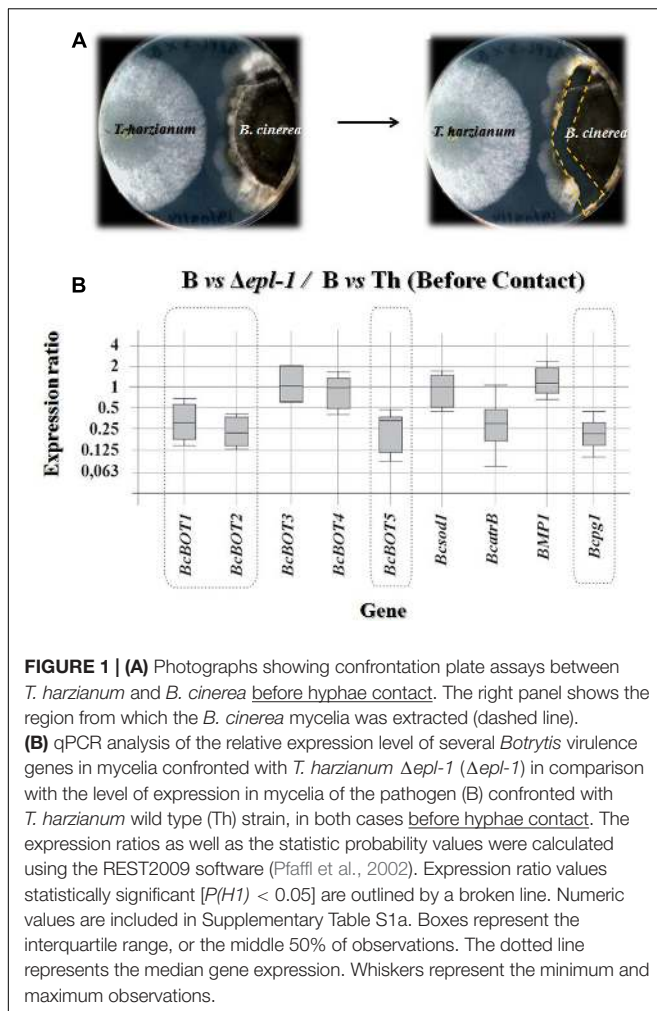 A
T. harzianum
B. cinerea
T. harzianum
B. cinerea
B
B vs Δepl-1 / B vs Th (Before Contact)
Expression ratio
4
2
1
0.5
0.25
0.125
0,063
BcBOT1
BcBOT2
BcBOT3
BcBOT4
BcBOT5
Bcsod1
BcatrB
BMP1
Bcpg1
Gene
FIGURE 1 | (A) Photographs showing confrontation plate assays between
T. harzianum and B. cinerea before hyphae contact. The right panel shows the
region from which the B. cinerea mycelia was extracted (dashed line).
(B) qPCR analysis of the relative expression level of several Botrytis virulence
genes in mycelia confronted with T. harzianum Δepl-1 (Δepl-1) in comparison
with the level of expression in mycelia of the pathogen (B) confronted with
T. harzianum wild type (Th) strain, in both cases before hyphae contact. The
expression ratios as well as the statistic probability values were calculated
using the REST2009 software (Pfaffl et al., 2002). Expression ratio values
statistically significant [P(H1) < 0.05] are outlined by a broken line. Numeric
values are included in Supplementary Table S1a. Boxes represent the
interquartile range, or the middle 50% of observations. The dotted line
represents the median gene expression. Whiskers represent the minimum and
maximum observations.